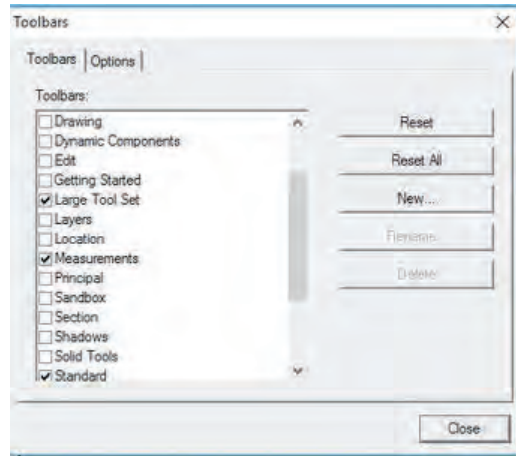 Toolbars
Toolbars Options
Toolbars:
Drawing
Dynamic Components
Edit
Getting Started
Large Tool Set
Layers
Location
Measurements
Principal
Sandbox
Section
Shadows
Solid Tools
Standard
Reset
Reset All
New...
Rename...
Delete
Close